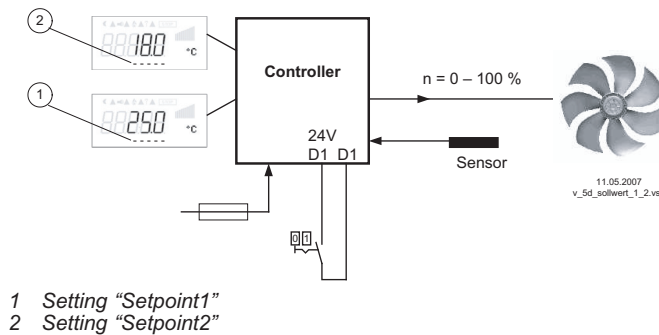 2
18.0
°C
1
25.0
°C
Controller
24V
D1 D1
n = 0 – 100 %
Sensor
0 1
11.05.2007
v_5d_sollwert_1_2.vs
1 Setting “Setpoint1”
2 Setting “Setpoint2”